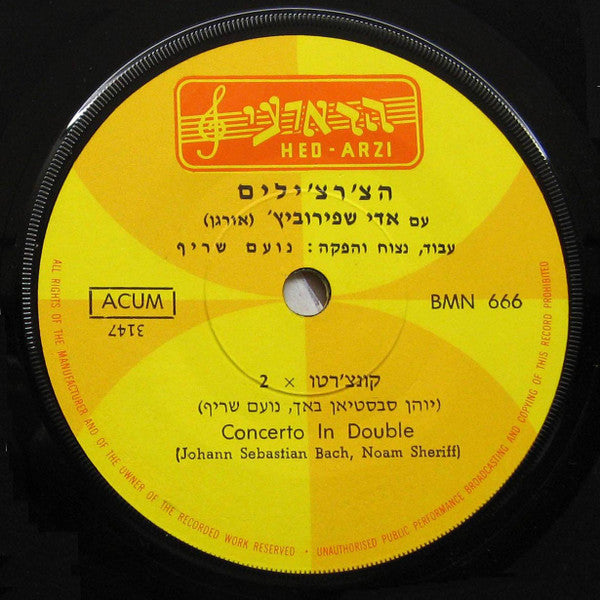 הד־ארצי
HED-ARZI
הצ׳רצ׳ילים
עם אדי שפירוביץ׳ (אורגן)
עבוד, נצוח והפקה: נועם שריף
ACUM
BMN 666
3147
קונצ׳רטו × 2
(יוהן סבסטיאן באך, נועם שריף)
Concerto In Double
(Johann Sebastian Bach, Noam Sheriff)
ALL RIGHTS OF THE MANUFACTURER AND OF THE OWNER OF THE RECORDED WORK RESERVED · UNAUTHORISED PUBLIC PERFORMANCE BROADCASTING AND COPYING OF THIS RECORD PROHIBITED